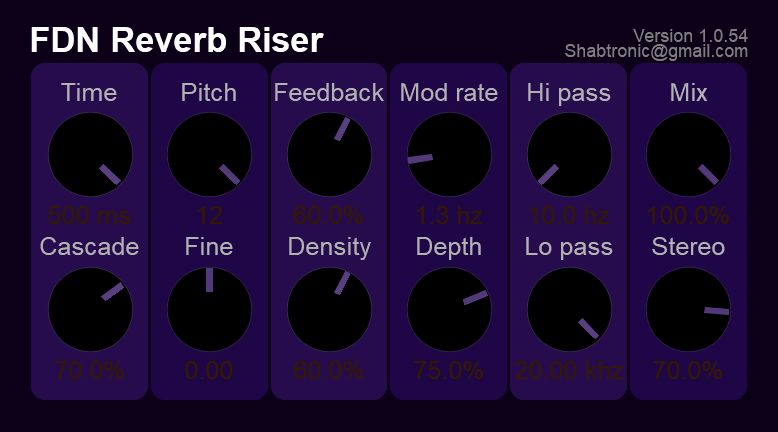 FDN Reverb Riser
Version 1.0.54
Shabtronic@gmail.com
Time Pitch Feedback Mod rate Hi pass Mix
500 ms 12 60.0% 1.3 hz 10.0 hz 100.0%
Cascade Fine Density Depth Lo pass Stereo
70.0% 0.00 60.0% 75.0% 20.00 khz 70.0%